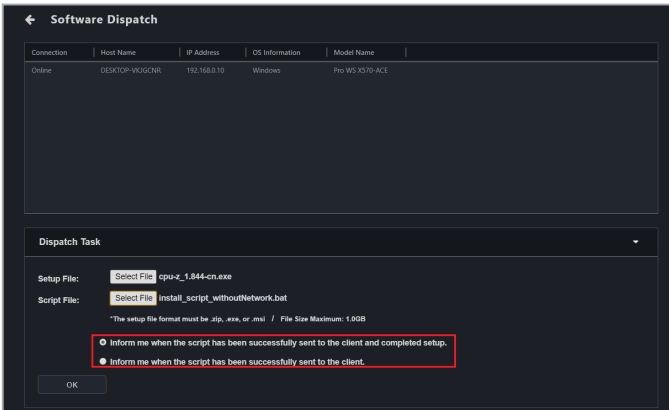 Software Dispatch
Connection Host Name IP Address OS Information Model Name
Online DESKTOP-VIUGCNR 192.168.0.10 Windows Pro WS X570-ACE
Dispatch Task
Setup File: Select File cpu-z_1.844-cn.exe
Script File: Select File install_script_withoutNetwork.bat
*The setup file format must be .zip, .exe, or .msi / File Size Maximum: 1.0GB
Inform me when the script has been successfully sent to the client and completed setup.
Inform me when the script has been successfully sent to the client.
OK